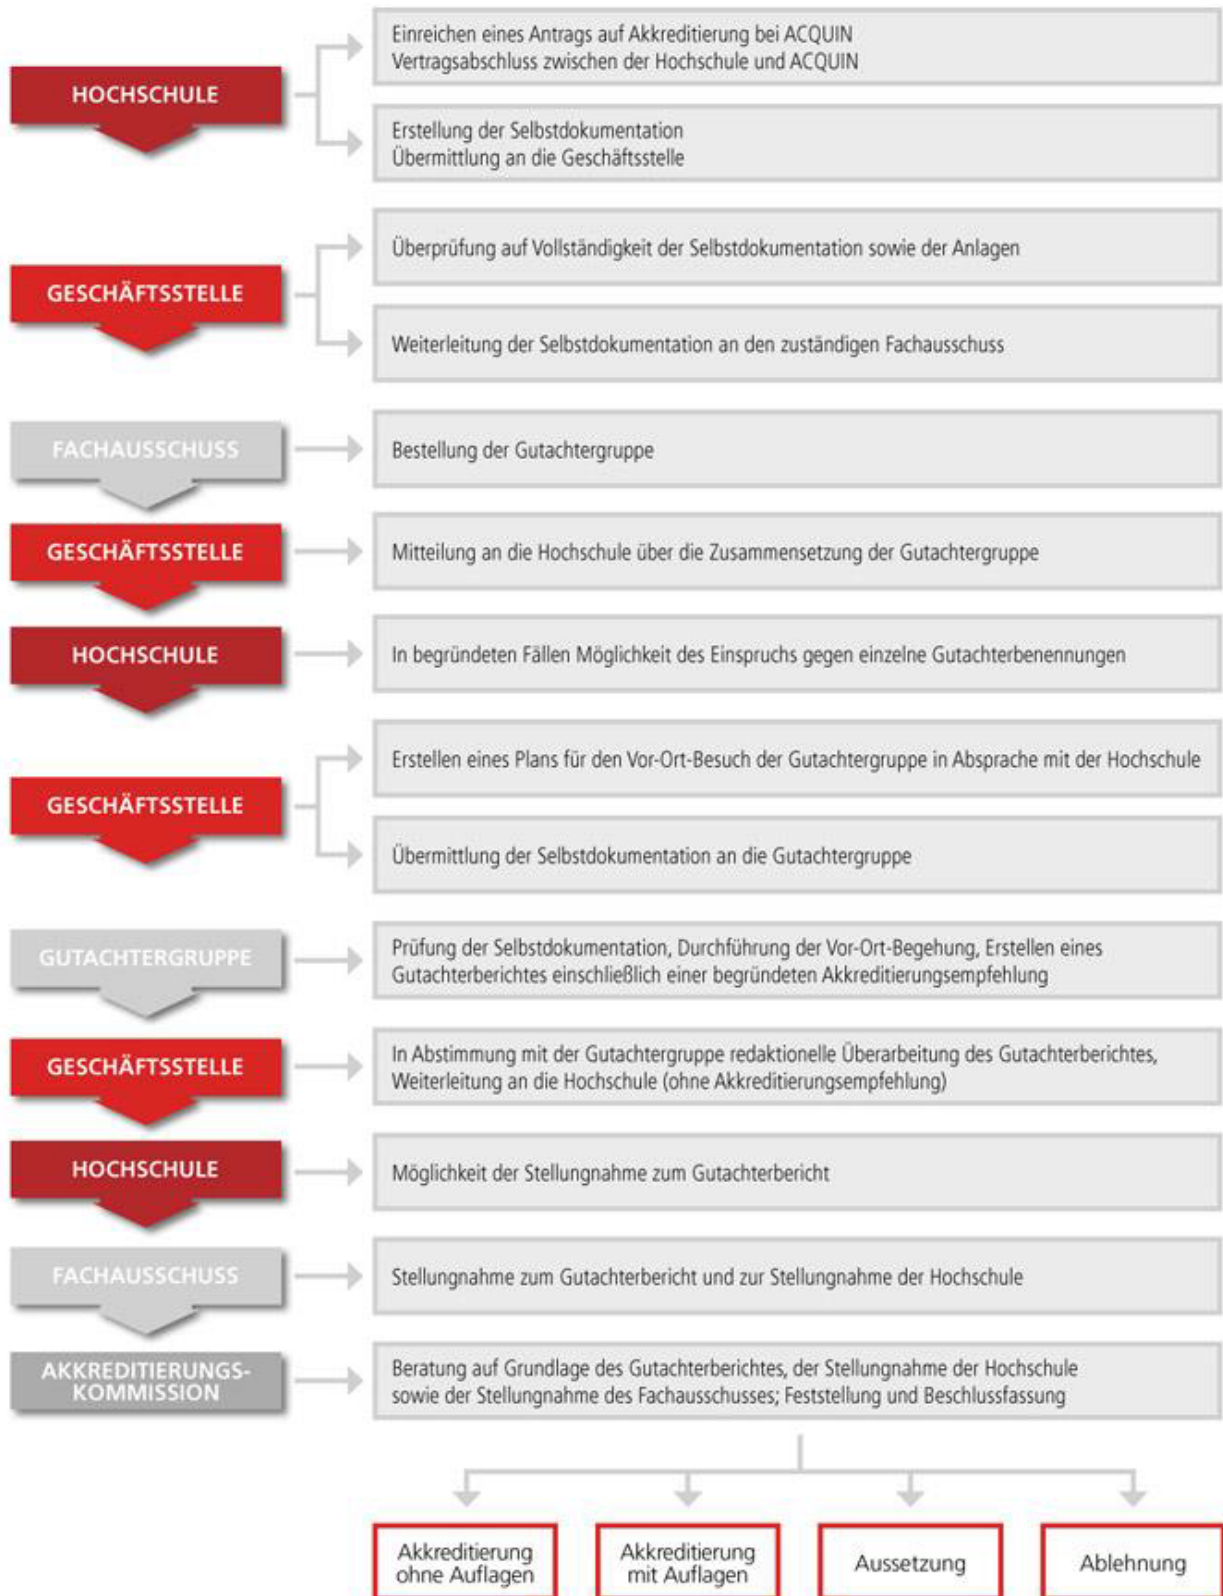 HOCHSCHULE
Einreichen eines Antrags auf Akkreditierung bei ACQUIN
Vertragsabschluss zwischen der Hochschule und ACQUIN
Erstellung der Selbstdokumentation
Übermittlung an die Geschäftsstelle
GESCHÄFTSSTELLE
Überprüfung auf Vollständigkeit der Selbstdokumentation sowie der Anlagen
Weiterleitung der Selbstdokumentation an den zuständigen Fachausschuss
FACHAUSSCHUSS
Bestellung der Gutachtergruppe
GESCHÄFTSSTELLE
Mitteilung an die Hochschule über die Zusammensetzung der Gutachtergruppe
HOCHSCHULE
In begründeten Fällen Möglichkeit des Einspruchs gegen einzelne Gutachterbenennungen
GESCHÄFTSSTELLE
Erstellen eines Plans für den Vor-Ort-Besuch der Gutachtergruppe in Absprache mit der Hochschule
Übermittlung der Selbstdokumentation an die Gutachtergruppe
GUTACHTERGRUPPE
Prüfung der Selbstdokumentation, Durchführung der Vor-Ort-Begehung, Erstellen eines
Gutachterberichtes einschließlich einer begründeten Akkreditierungsempfehlung
GESCHÄFTSSTELLE
In Abstimmung mit der Gutachtergruppe redaktionelle Überarbeitung des Gutachterberichtes,
Weiterleitung an die Hochschule (ohne Akkreditierungsempfehlung)
HOCHSCHULE
Möglichkeit der Stellungnahme zum Gutachterbericht
FACHAUSSCHUSS
Stellungnahme zum Gutachterbericht und zur Stellungnahme der Hochschule
AKKREDITIERUNGS-
KOMMISSION
Beratung auf Grundlage des Gutachterberichtes, der Stellungnahme der Hochschule
sowie der Stellungnahme des Fachausschusses; Feststellung und Beschlussfassung
Akkreditierung
ohne Auflagen
Akkreditierung
mit Auflagen
Aussetzung
Ablehnung